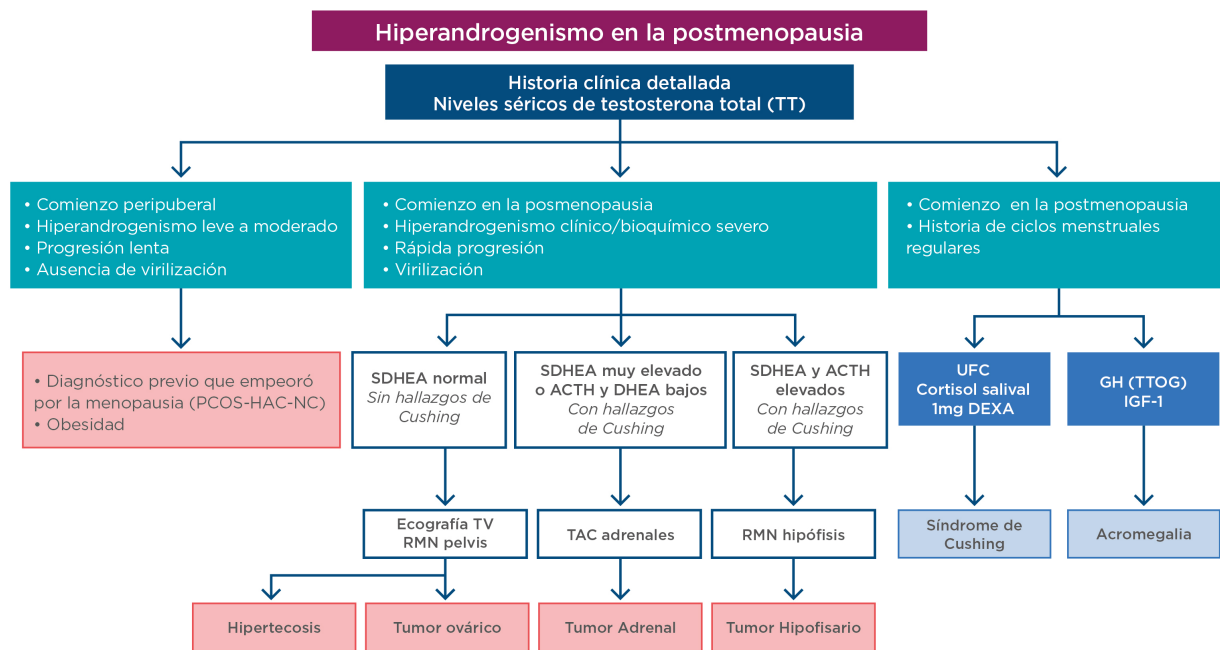 Hiperandrogenismo en la postmenopausia
Historia clínica detallada
Niveles séricos de testosterona total (TT)
• Comienzo peripuberal
• Hiperandrogenismo leve a moderado
• Progresión lenta
• Ausencia de virilización
• Comienzo en la posmenopausia
• Hiperandrogenismo clínico/bioquímico severo
• Rápida progresión
• Virilización
• Comienzo en la postmenopausia
• Historia de ciclos menstruales
regulares
• Diagnóstico previo que empeoró
por la menopausia (PCOS-HAC-NC)
• Obesidad
SDHEA normal
Sin hallazgos de
Cushing
SDHEA muy elevado
o ACTH y DHEA bajos
Con hallazgos
de Cushing
SDHEA y ACTH
elevados
Con hallazgos
de Cushing
UFC
Cortisol salival
1mg DEXA
GH (TTOG)
IGF-1
Ecografía TV
RMN pelvis
TAC adrenales
RMN hipófisis
Síndrome de
Cushing
Acromegalia
Hipertecosis
Tumor ovárico
Tumor Adrenal
Tumor Hipofisario